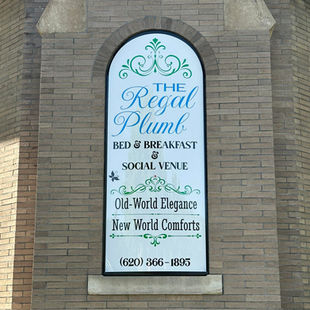 THE
Regal
Plumb
BED & BREAKFAST
&
SOCIAL VENUE
Old-World Elegance
New World Comforts
(620) 366-1895